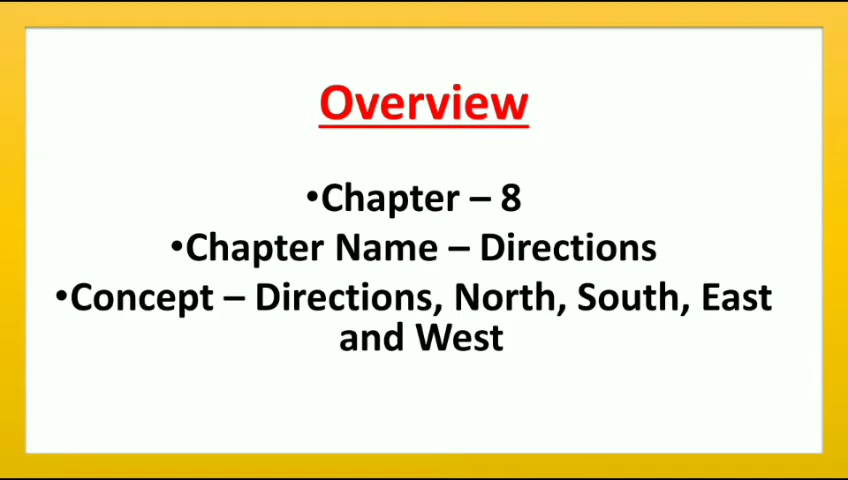 Overview
•Chapter – 8
•Chapter Name – Directions
•Concept – Directions, North, South, East
and West